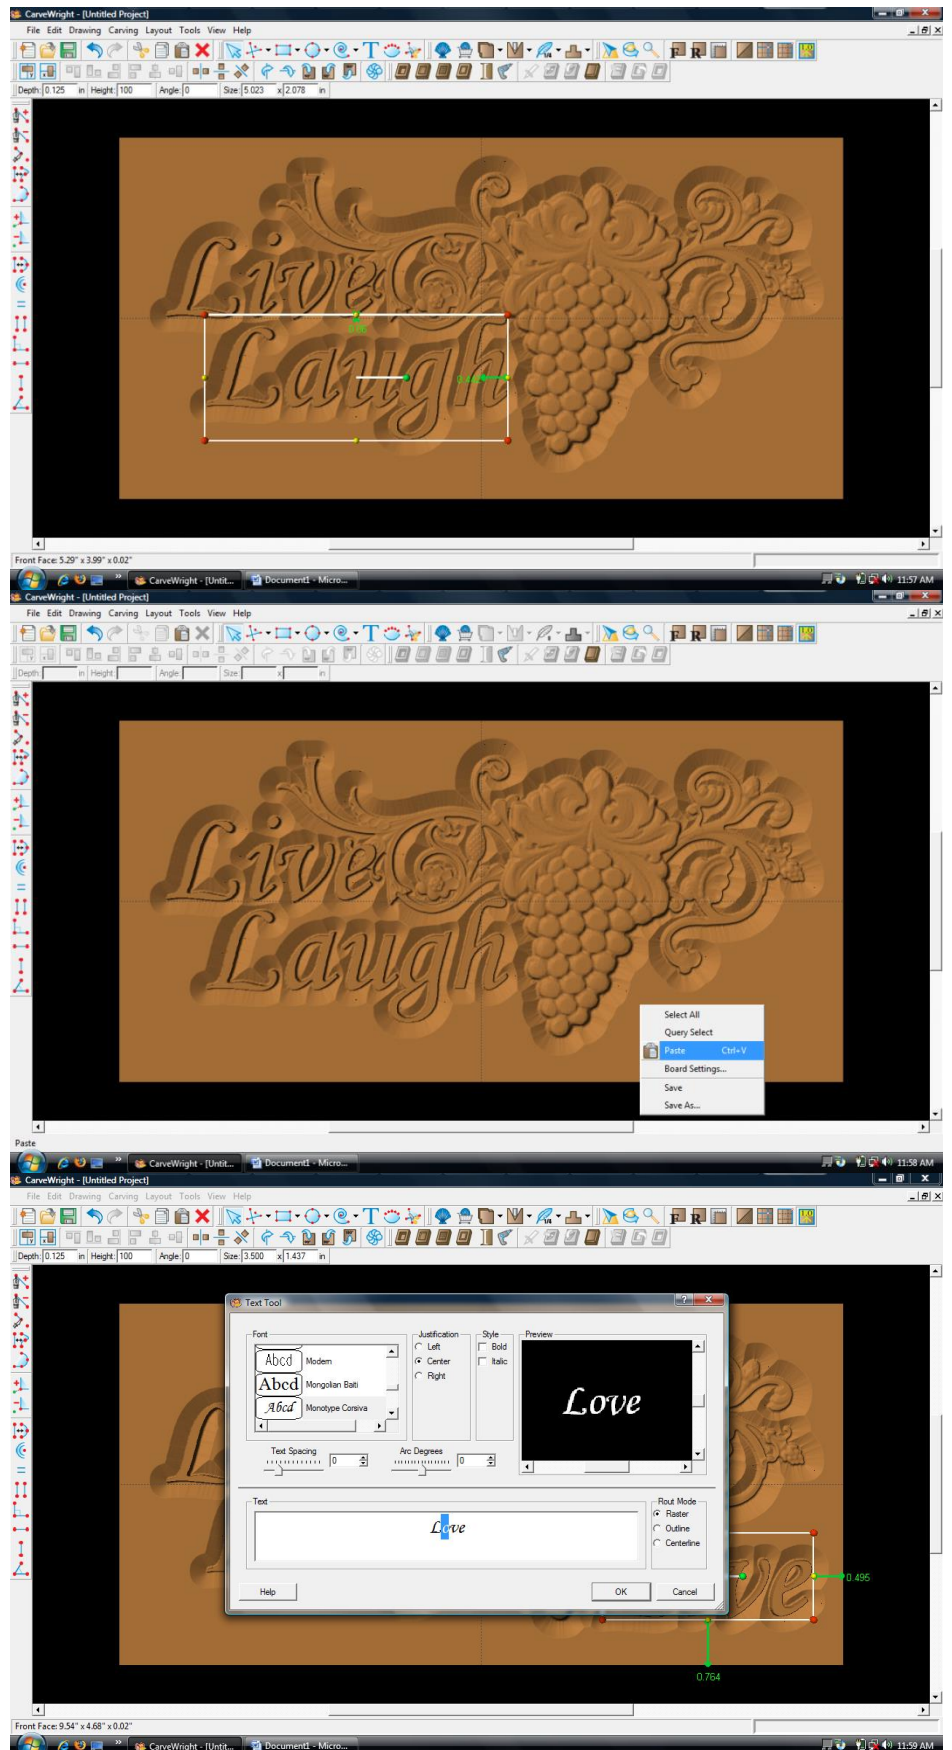 CarveWright - [Untitled Project]
File Edit Drawing Carving Layout Tools View Help
Depth: 0.125 in Height: 100 Angle: 0 Size: 5.023 x 2.078 in
Live
Laugh
Front Face: 5.29" x 3.99" x 0.02"
CarveWright - [Untit... Document1 - Micro... 11:57 AM
CarveWright - [Untitled Project]
File Edit Drawing Carving Layout Tools View Help
Depth: in Height: Angle: Size: x in
Live
Laugh
Select All
Query Select
Paste Ctrl+V
Board Settings...
Save
Save As...
Paste
CarveWright - [Untit... Document1 - Micro... 11:58 AM
CarveWright - [Untitled Project]
File Edit Drawing Carving Layout Tools View Help
Depth: 0.125 in Height: 100 Angle: 0 Size: 3.500 x 1.437 in
Text Tool
Font Justification Style Preview
Abcd Modern
Abcd Mongolian Baiti
Abcd Monotype Corsiva
Left
Center
Right
Bold
Italic
Love
Text Spacing 0 Arc Degrees 0
Text
Love
Rout Mode
Raster
Outline
Centerline
Help OK Cancel
0.495
0.764
Front Face: 9.54" x 4.68" x 0.02"
CarveWright - [Untit... Document1 - Micro... 11:59 AM